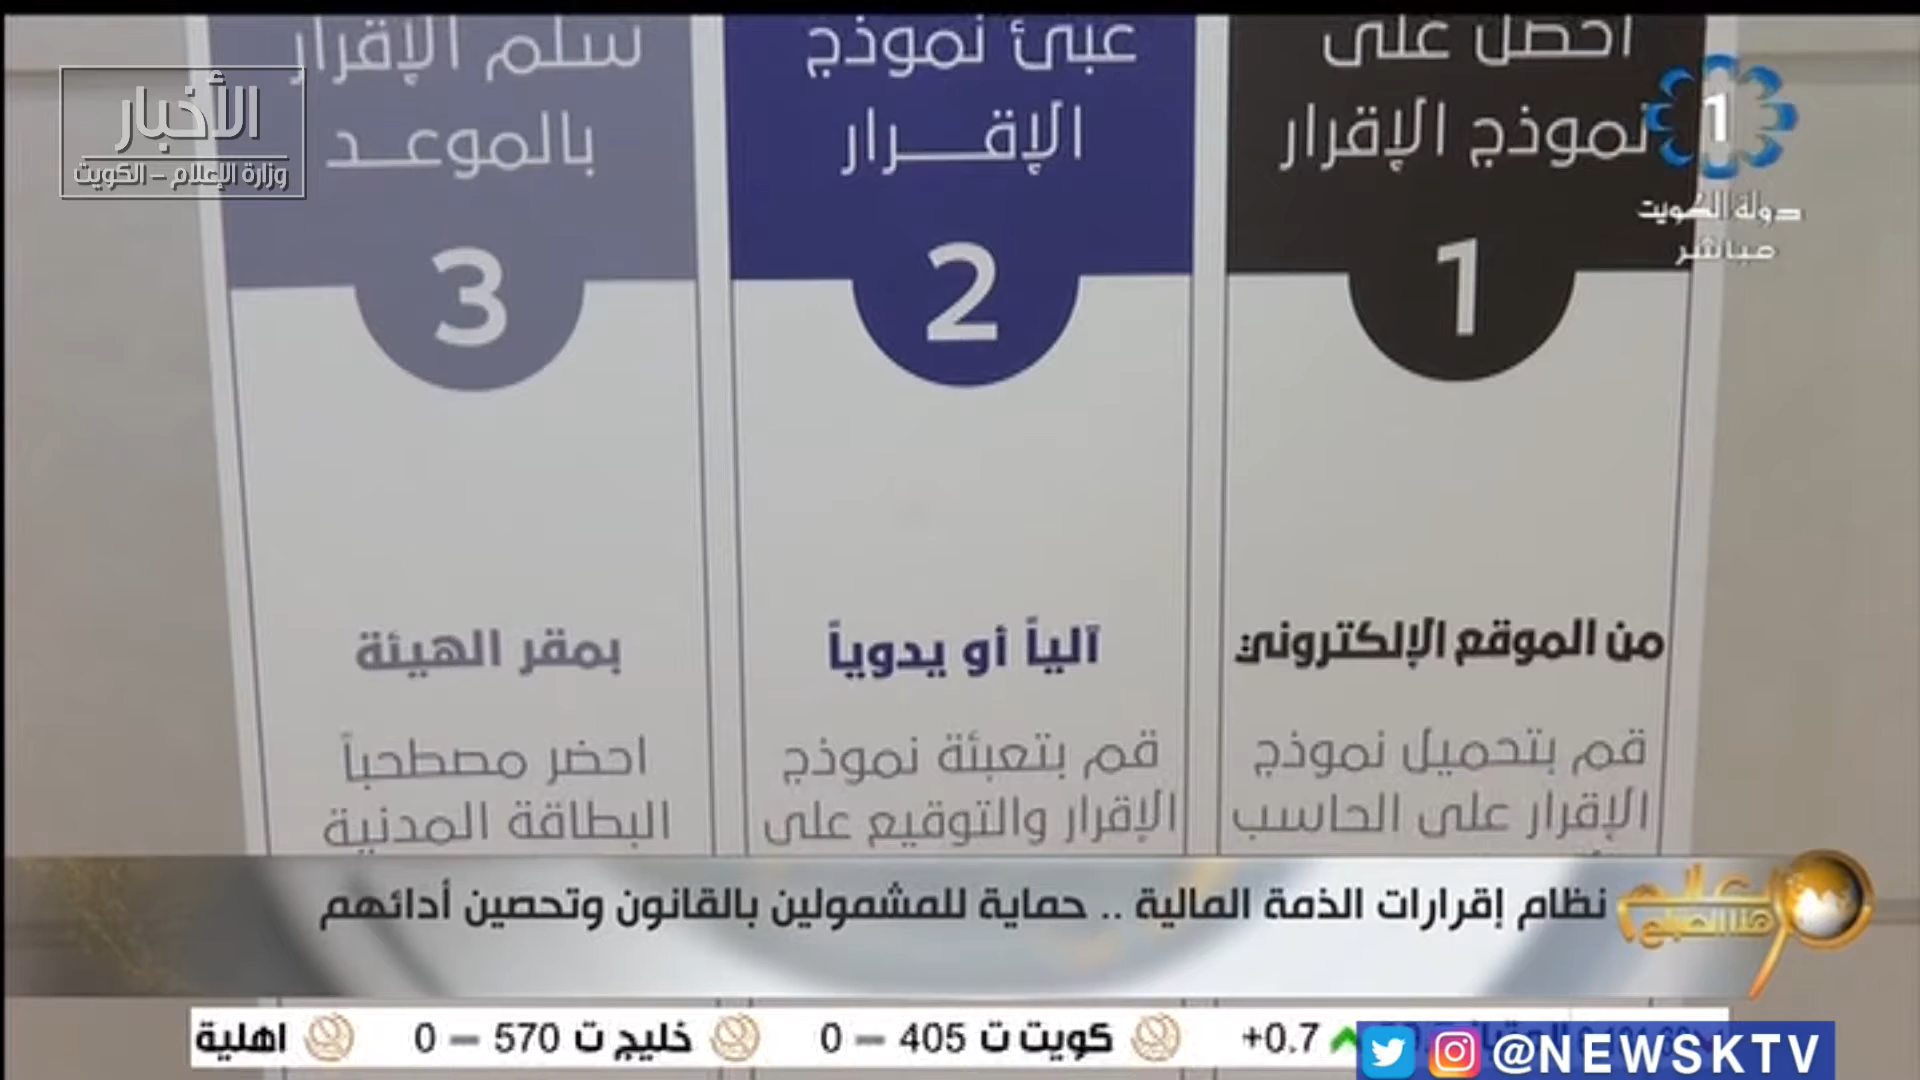 احصل على
نموذج الإقرار
1
من الموقع الإلكتروني
قم بتحميل نموذج
الإقرار على الحاسب
عبئ نموذج
الإقـــرار
2
آلياً أو يدوياً
قم بتعبئة نموذج
الإقرار والتوقيع على
سلم الإقرار
بالموعـد
3
بمقر الهيئة
احضر مصطحباً
البطاقة المدنية
الأخبار
وزارة الإعلام – الكويت
1
دولة الكويت
مباشر
نظام إقرارات الذمة المالية .. حماية للمشمولين بالقانون وتحصين أدائهم
+0.7
كويت ت 405 – 0
خليج ت 570 – 0
اهلية
@NEWSKTV